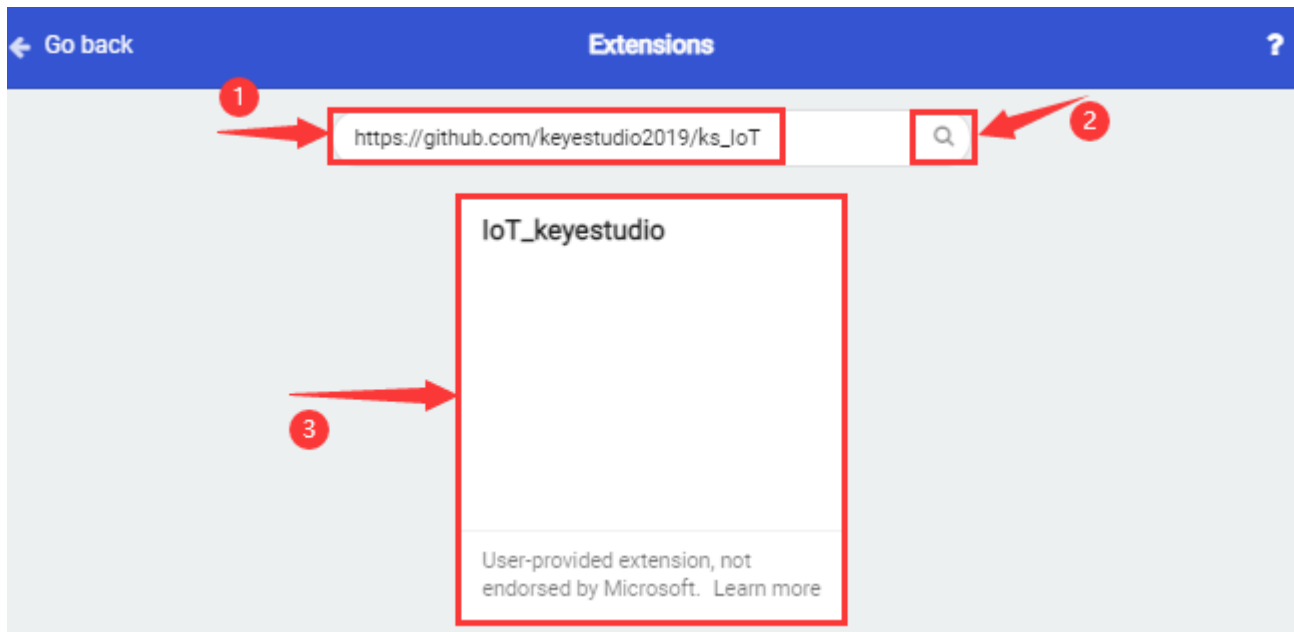 Go back
Extensions
?
1
https://github.com/keyestudio2019/ks_IoT
2
IoT_keyestudio
3
User-provided extension, not
endorsed by Microsoft. Learn more